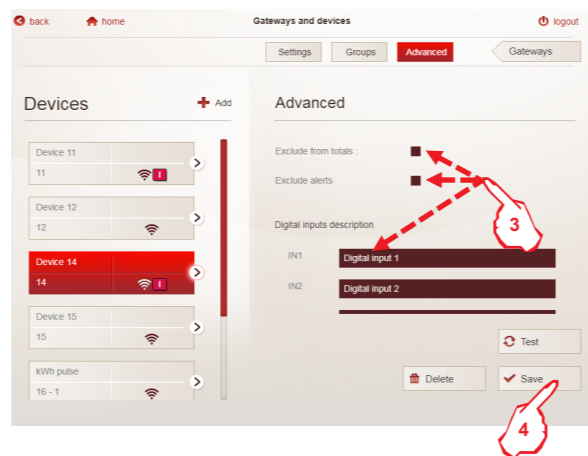 back home Gateways and devices logout
Settings Groups Advanced Gateways
Devices Add
Device 11
11 I
Device 12
12
Device 14
14 I
Device 15
15
kWh pulse
16 - 1
Advanced
Exclude from totals :
Exclude alerts
3
Digital inputs description
IN1 Digital input 1
IN2 Digital input 2
Test
Delete Save
4